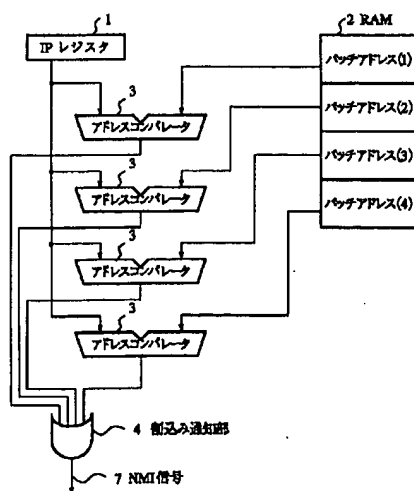 1
IPレジスタ
2 RAM
パッチアドレス(1)
パッチアドレス(2)
パッチアドレス(3)
パッチアドレス(4)
3
アドレスコンパレータ
3
アドレスコンパレータ
3
アドレスコンパレータ
3
アドレスコンパレータ
4 割込み通知部
7 NMI信号